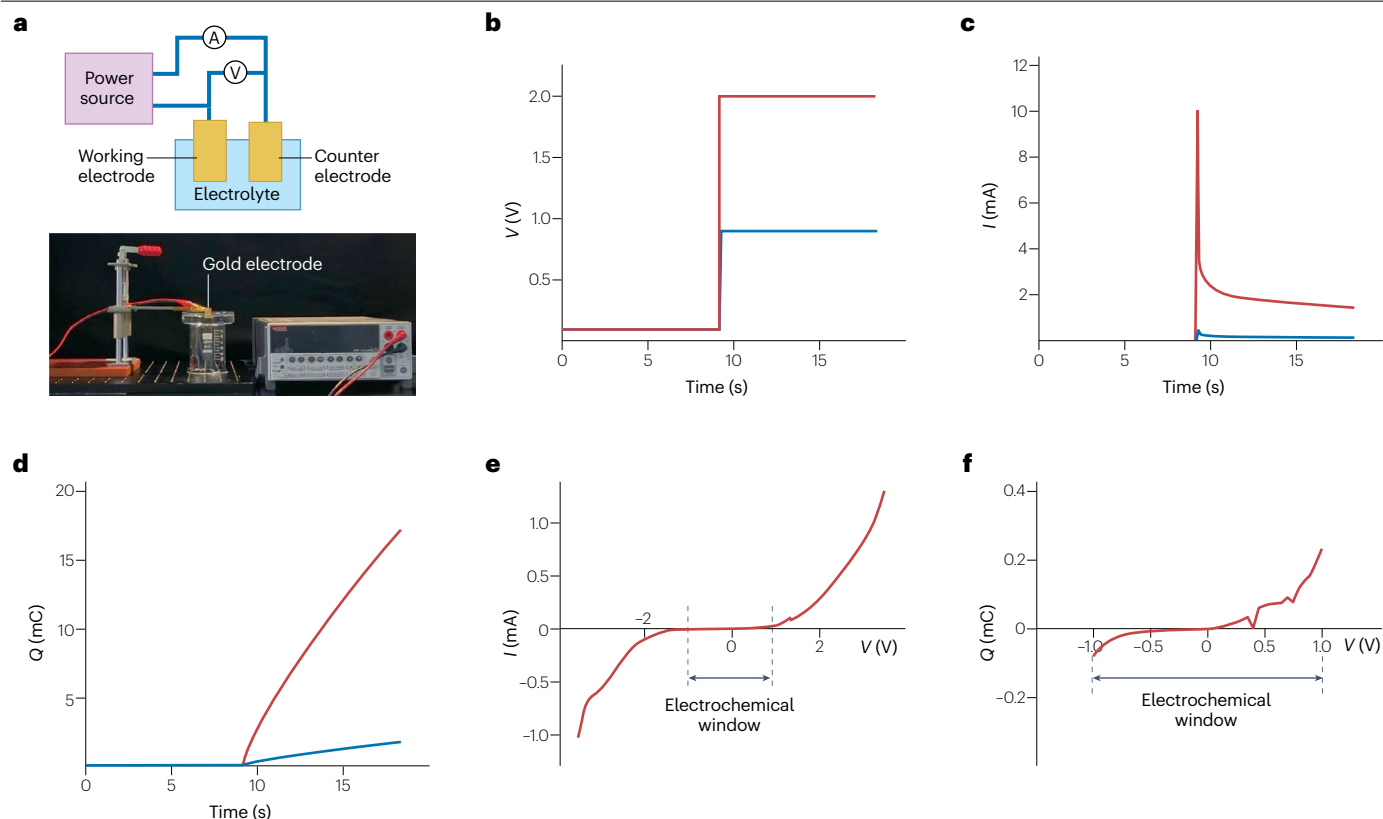 a
A
V
Power
source
Working
electrode
Counter
electrode
Electrolyte
Gold electrode
b
V (V)
2.0
1.5
1.0
0.5
0
5
10
15
Time (s)
c
I (mA)
12
10
8
6
4
2
0
5
10
15
Time (s)
d
Q (mC)
20
15
10
5
0
5
10
15
Time (s)
e
I (mA)
1.0
0.5
0
–0.5
–1.0
–2
0
2
V (V)
Electrochemical
window
f
Q (mC)
0.4
0.2
0
–0.2
–1.0
–0.5
0
0.5
1.0
V (V)
Electrochemical
window